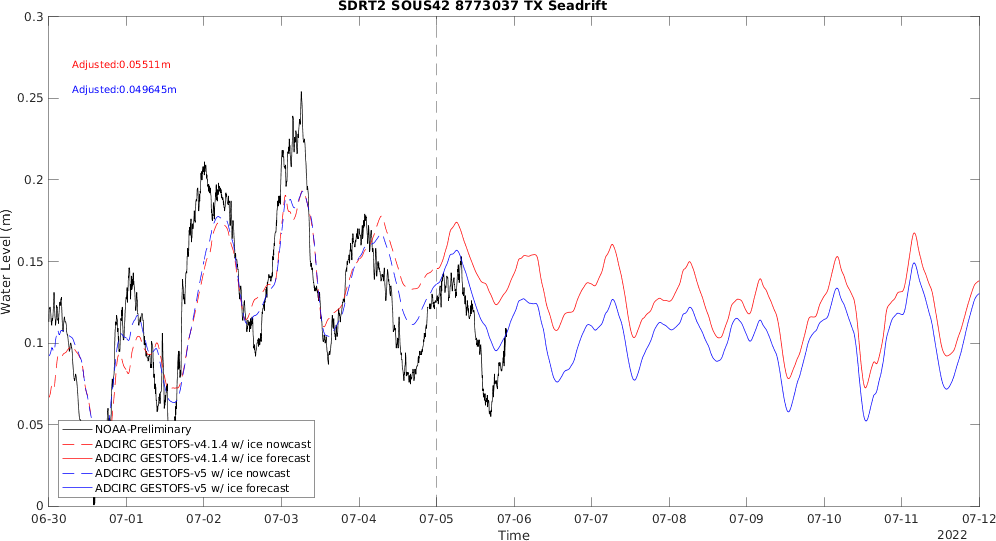 SDRT2 SOUS42 8773037 TX Seadrift
0.3
0.25
0.2
0.15
0.1
0.05
0
Water Level (m)
Adjusted:0.05511m
Adjusted:0.049645m
NOAA-Preliminary
ADCIRC GESTOFS-v4.1.4 w/ ice nowcast
ADCIRC GESTOFS-v4.1.4 w/ ice forecast
ADCIRC GESTOFS-v5 w/ ice nowcast
ADCIRC GESTOFS-v5 w/ ice forecast
06-30 07-01 07-02 07-03 07-04 07-05 07-06 07-07 07-08 07-09 07-10 07-11 07-12
Time
2022